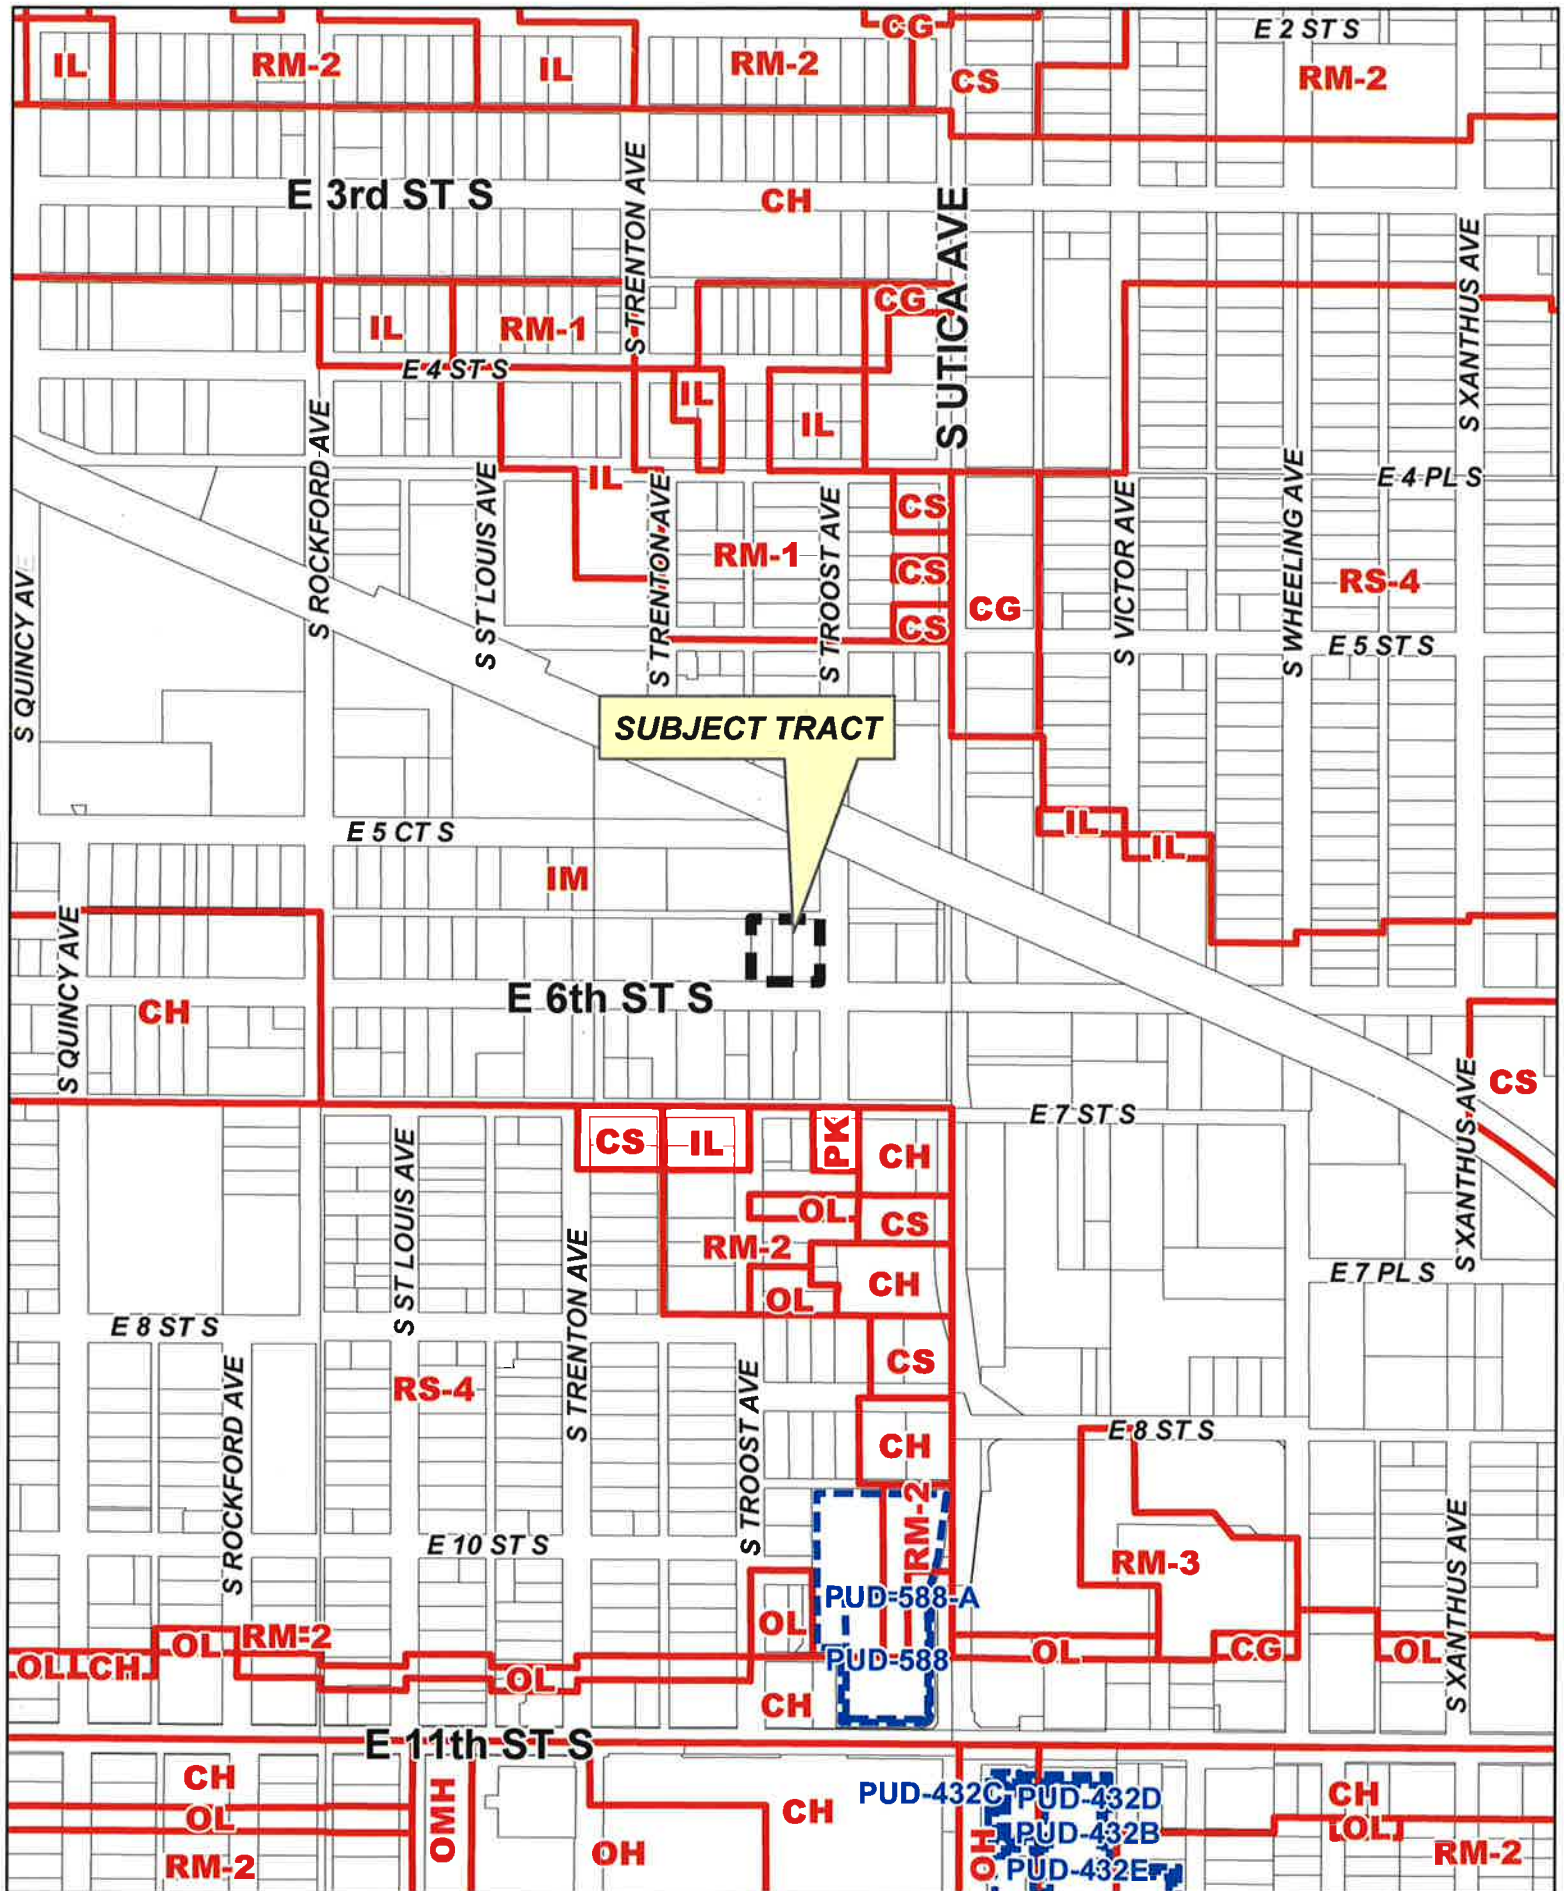 E 2 ST S
CG
IL
RM-2
IL
RM-2
CS
RM-2
E 3rd ST S
S TRENTON AVE
CH
S UTICA AVE
S XANTHUS AVE
CG
IL
RM-1
E 4 ST S
IL
IL
S ROCKFORD AVE
S ST LOUIS AVE
IL
S TRENTON AVE
S TROOST AVE
CS
S VICTOR AVE
S WHEELING AVE
E 4 PL S
RM-1
CS
RS-4
S QUINCY AVE
CG
CS
E 5 ST S
SUBJECT TRACT
E 5 CT S
IL
IL
IM
S QUINCY AVE
E 6th ST S
CH
CS
S XANTHUS AVE
E 7 ST S
CS
IL
PK
CH
S ST LOUIS AVE
OL
CS
RM-2
S TRENTON AVE
CH
OL
E 7 PL S
E 8 ST S
CS
RS-4
S ROCKFORD AVE
S TROOST AVE
E 8 ST S
CH
RM-2
S XANTHUS AVE
E 10 ST S
RM-3
PUD-588-A
OL
OL
RM-2
OL
CG
OL
OL
CH
PUD-588
OL
CH
E 11th ST S
CH
OMH
PUD-432C
PUD-432D
CH
OL
CH
PUD-432B
OL
RM-2
OH
OH
PUD-432E
RM-2